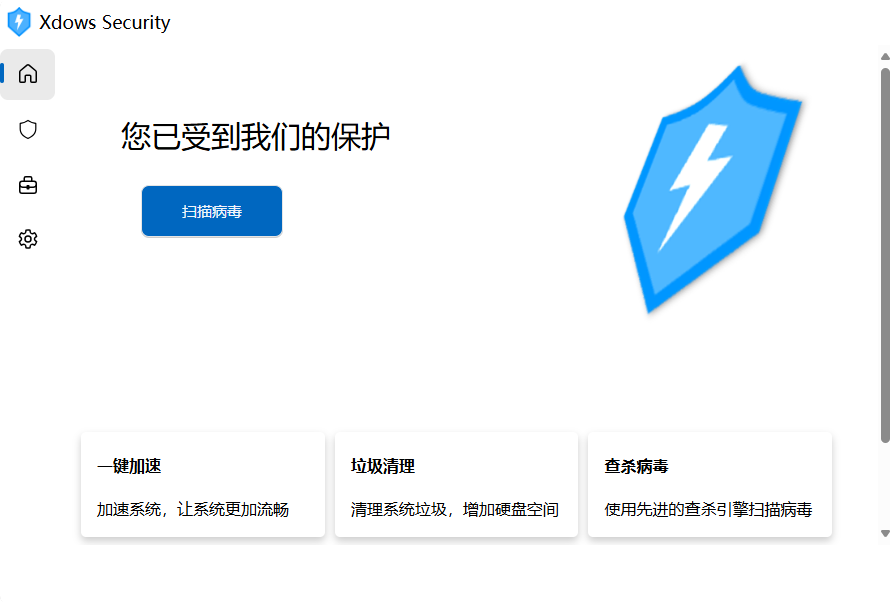 Xdows Security
您已受到我们的保护
扫描病毒
一键加速
加速系统，让系统更加流畅
垃圾清理
清理系统垃圾，增加硬盘空间
查杀病毒
使用先进的查杀引擎扫描病毒